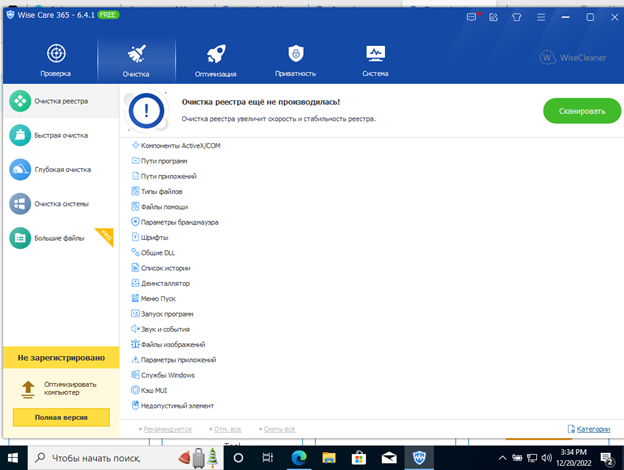 Wise Care 365 - 6.4.1 FREE
Проверка
Очистка
Оптимизация
Приватность
Система
W WiseCleaner
Очистка реестра
Быстрая очистка
Глубокая очистка
Очистка системы
Большие файлы
PRO
Очистка реестра ещё не производилась!
Очистка реестра увеличит скорость и стабильность реестра.
Сканировать
Компоненты ActiveX/COM
Пути программ
Пути приложений
Типы файлов
Файлы помощи
Параметры брандмауэра
Шрифты
Общие DLL
Список истории
Деинсталлятор
Меню Пуск
Запуск программ
Звук и события
Файлы изображений
Параметры приложений
Службы Windows
Кэш MUI
Недопустимый элемент
Не зарегистрировано
Оптимизировать
компьютер
Полная версия
Рекомендуется
Отм. все
Снять всё
Категории
Чтобы начать поиск,
3:34 PM
12/20/2022
2